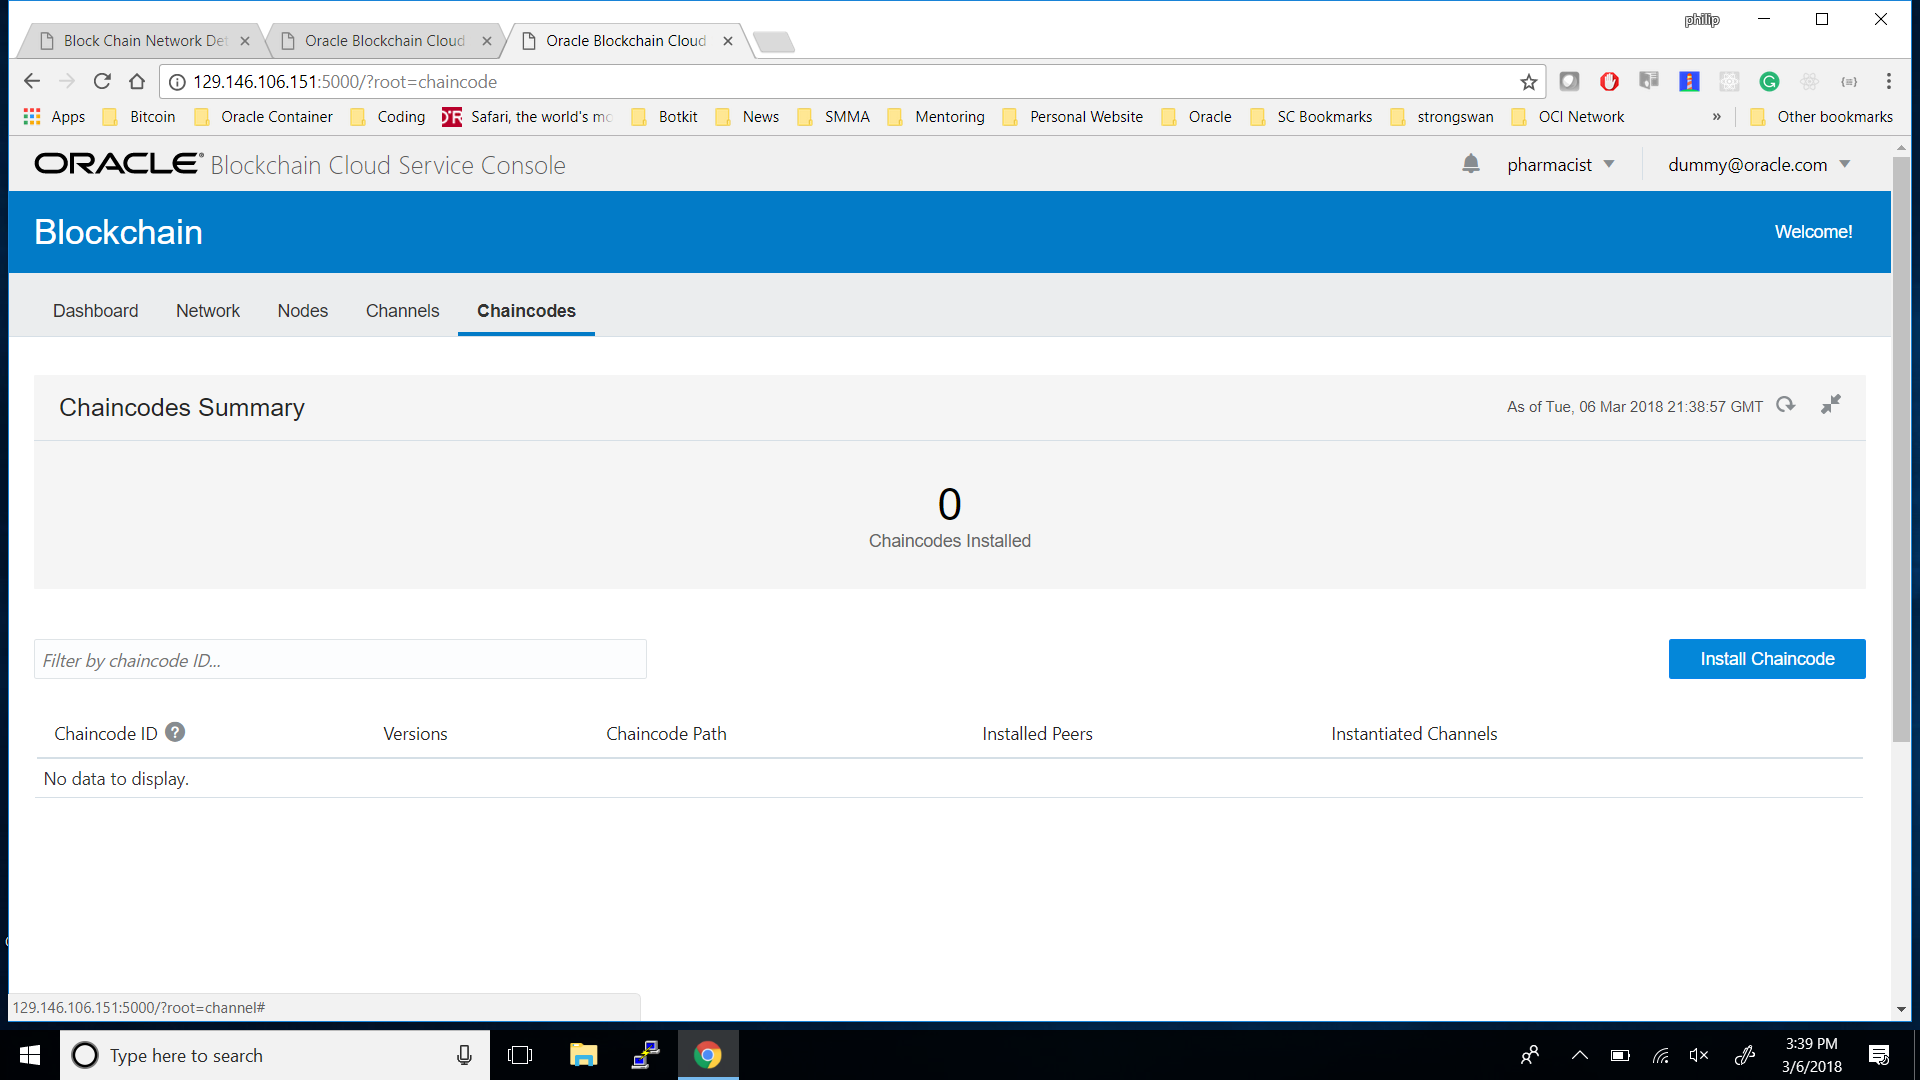 philip
Block Chain Network Det
Oracle Blockchain Cloud
Oracle Blockchain Cloud
129.146.106.151:5000/?root=chaincode
Apps Bitcoin Oracle Container Coding Safari, the world's mo Botkit News SMMA Mentoring Personal Website Oracle SC Bookmarks strongswan OCI Network » Other bookmarks
ORACLE® Blockchain Cloud Service Console
pharmacist dummy@oracle.com
Blockchain
Welcome!
Dashboard Network Nodes Channels Chaincodes
Chaincodes Summary
As of Tue, 06 Mar 2018 21:38:57 GMT
0
Chaincodes Installed
Filter by chaincode ID...
Install Chaincode
Chaincode ID ? Versions Chaincode Path Installed Peers Instantiated Channels
No data to display.
129.146.106.151:5000/?root=channel#
Type here to search
3:39 PM
3/6/2018